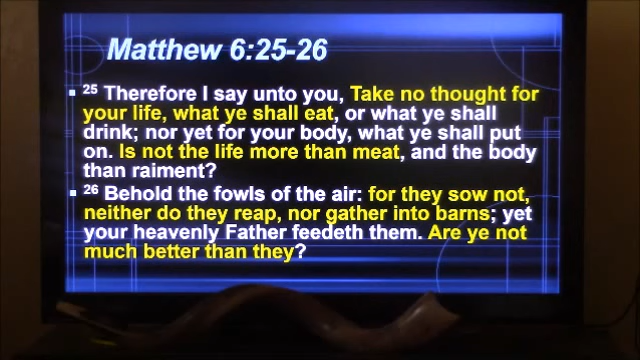 Matthew 6:25-26
▪ 25 Therefore I say unto you, Take no thought for
your life, what ye shall eat, or what ye shall
drink; nor yet for your body, what ye shall put
on. Is not the life more than meat, and the body
than raiment?
▪ 26 Behold the fowls of the air: for they sow not,
neither do they reap, nor gather into barns; yet
your heavenly Father feedeth them. Are ye not
much better than they?